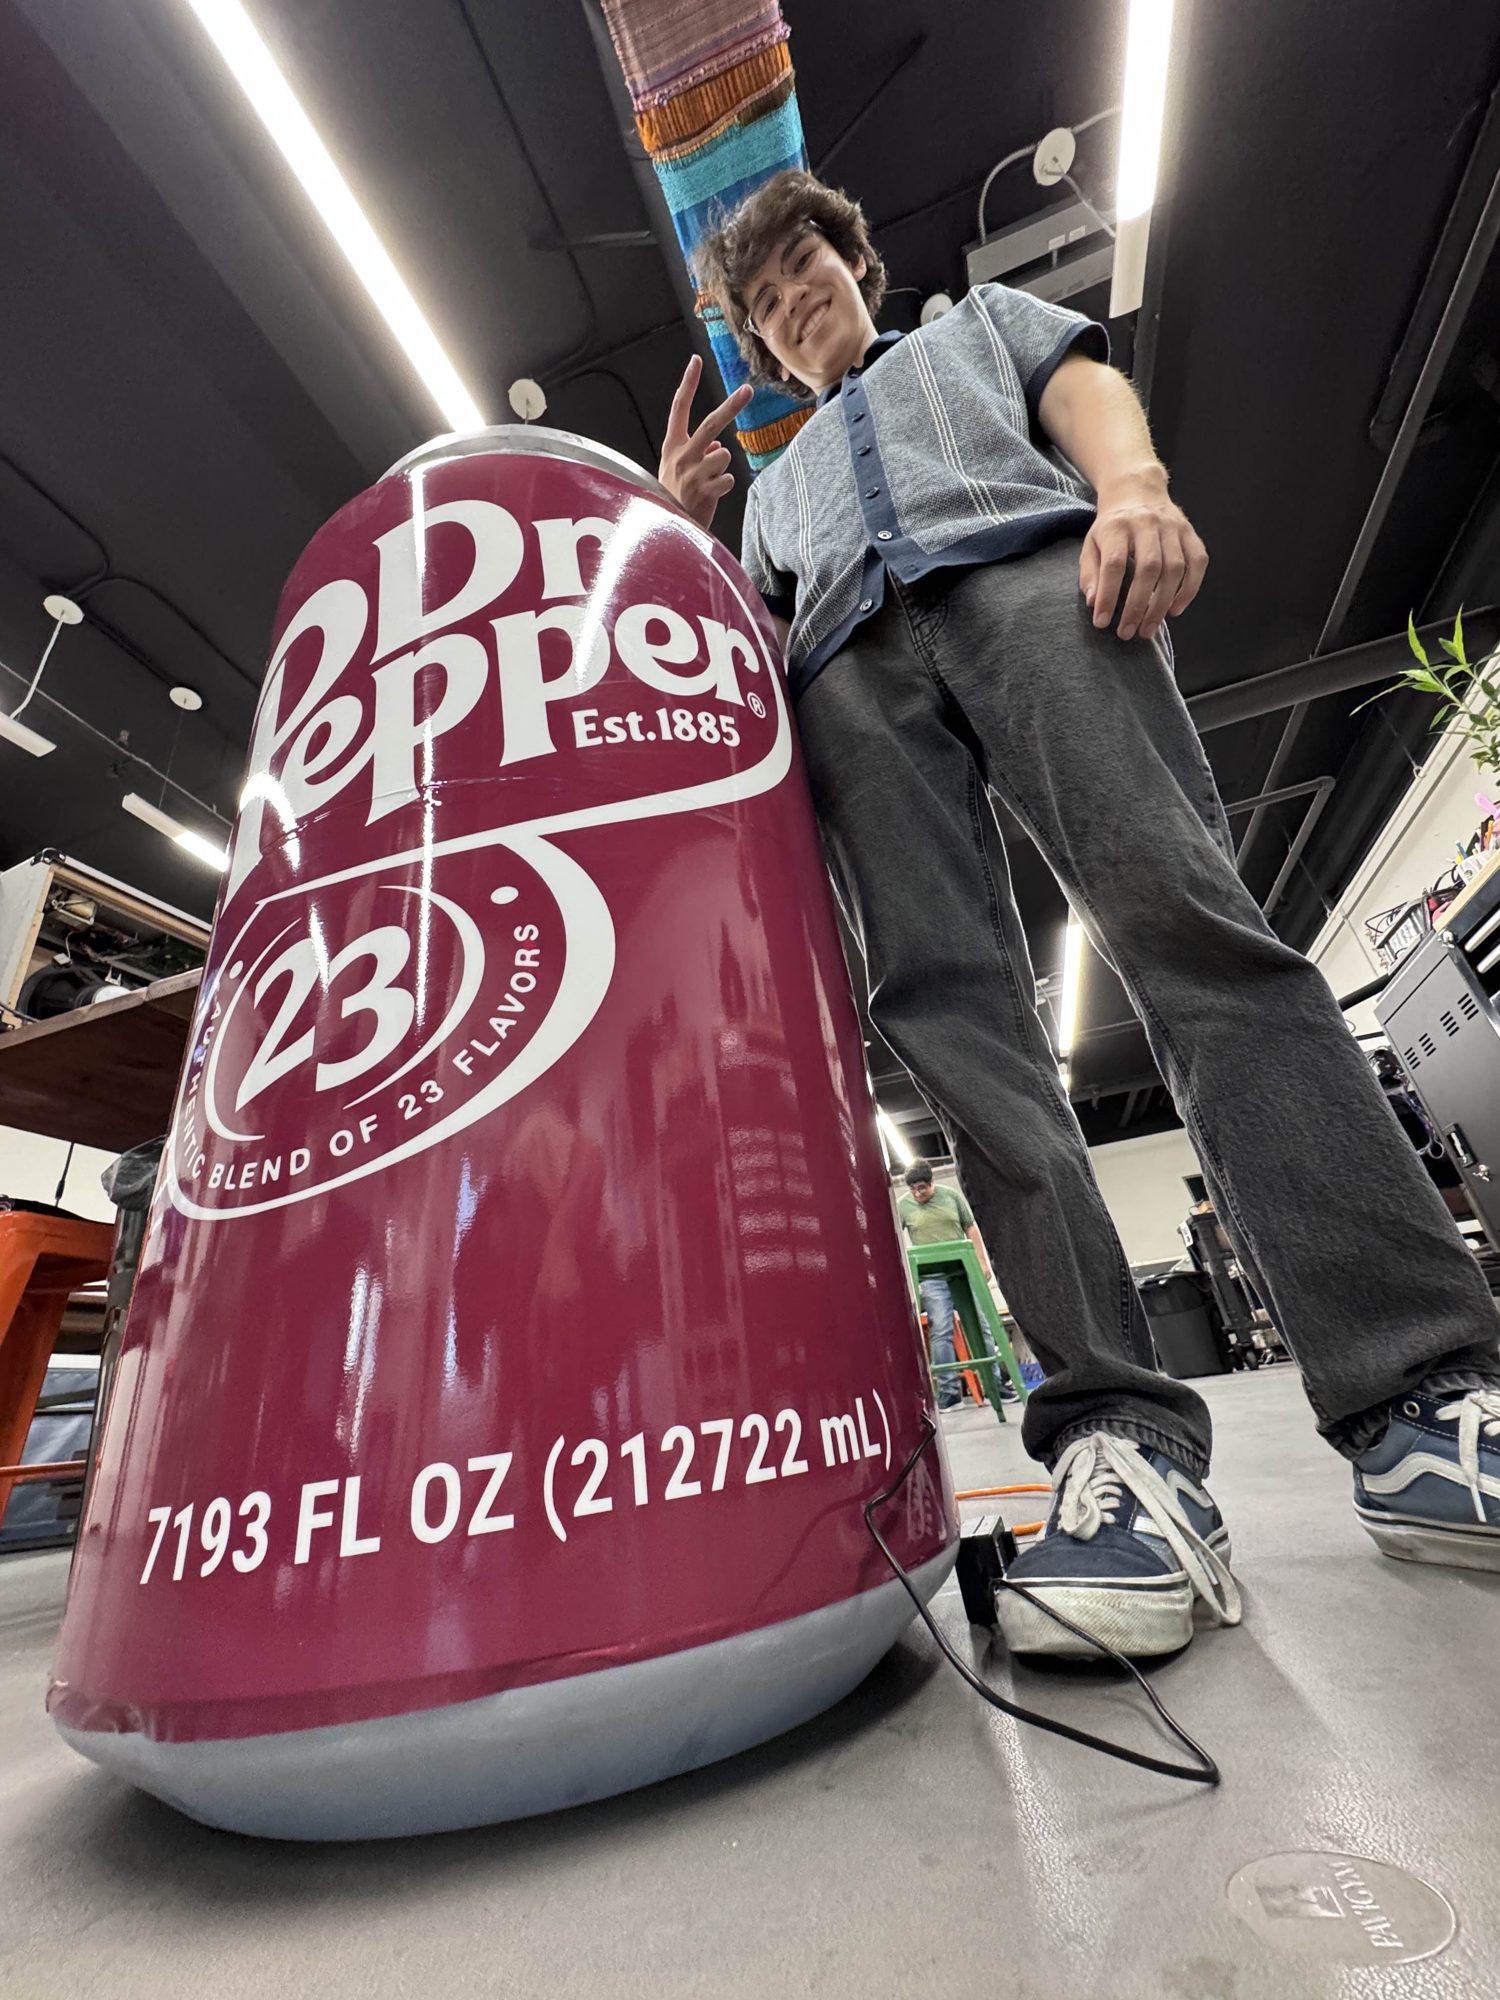 Dr
Pepper®
Est.1885
23
AUTHENTIC BLEND OF 23 FLAVORS
7193 FL OZ (212722 mL)